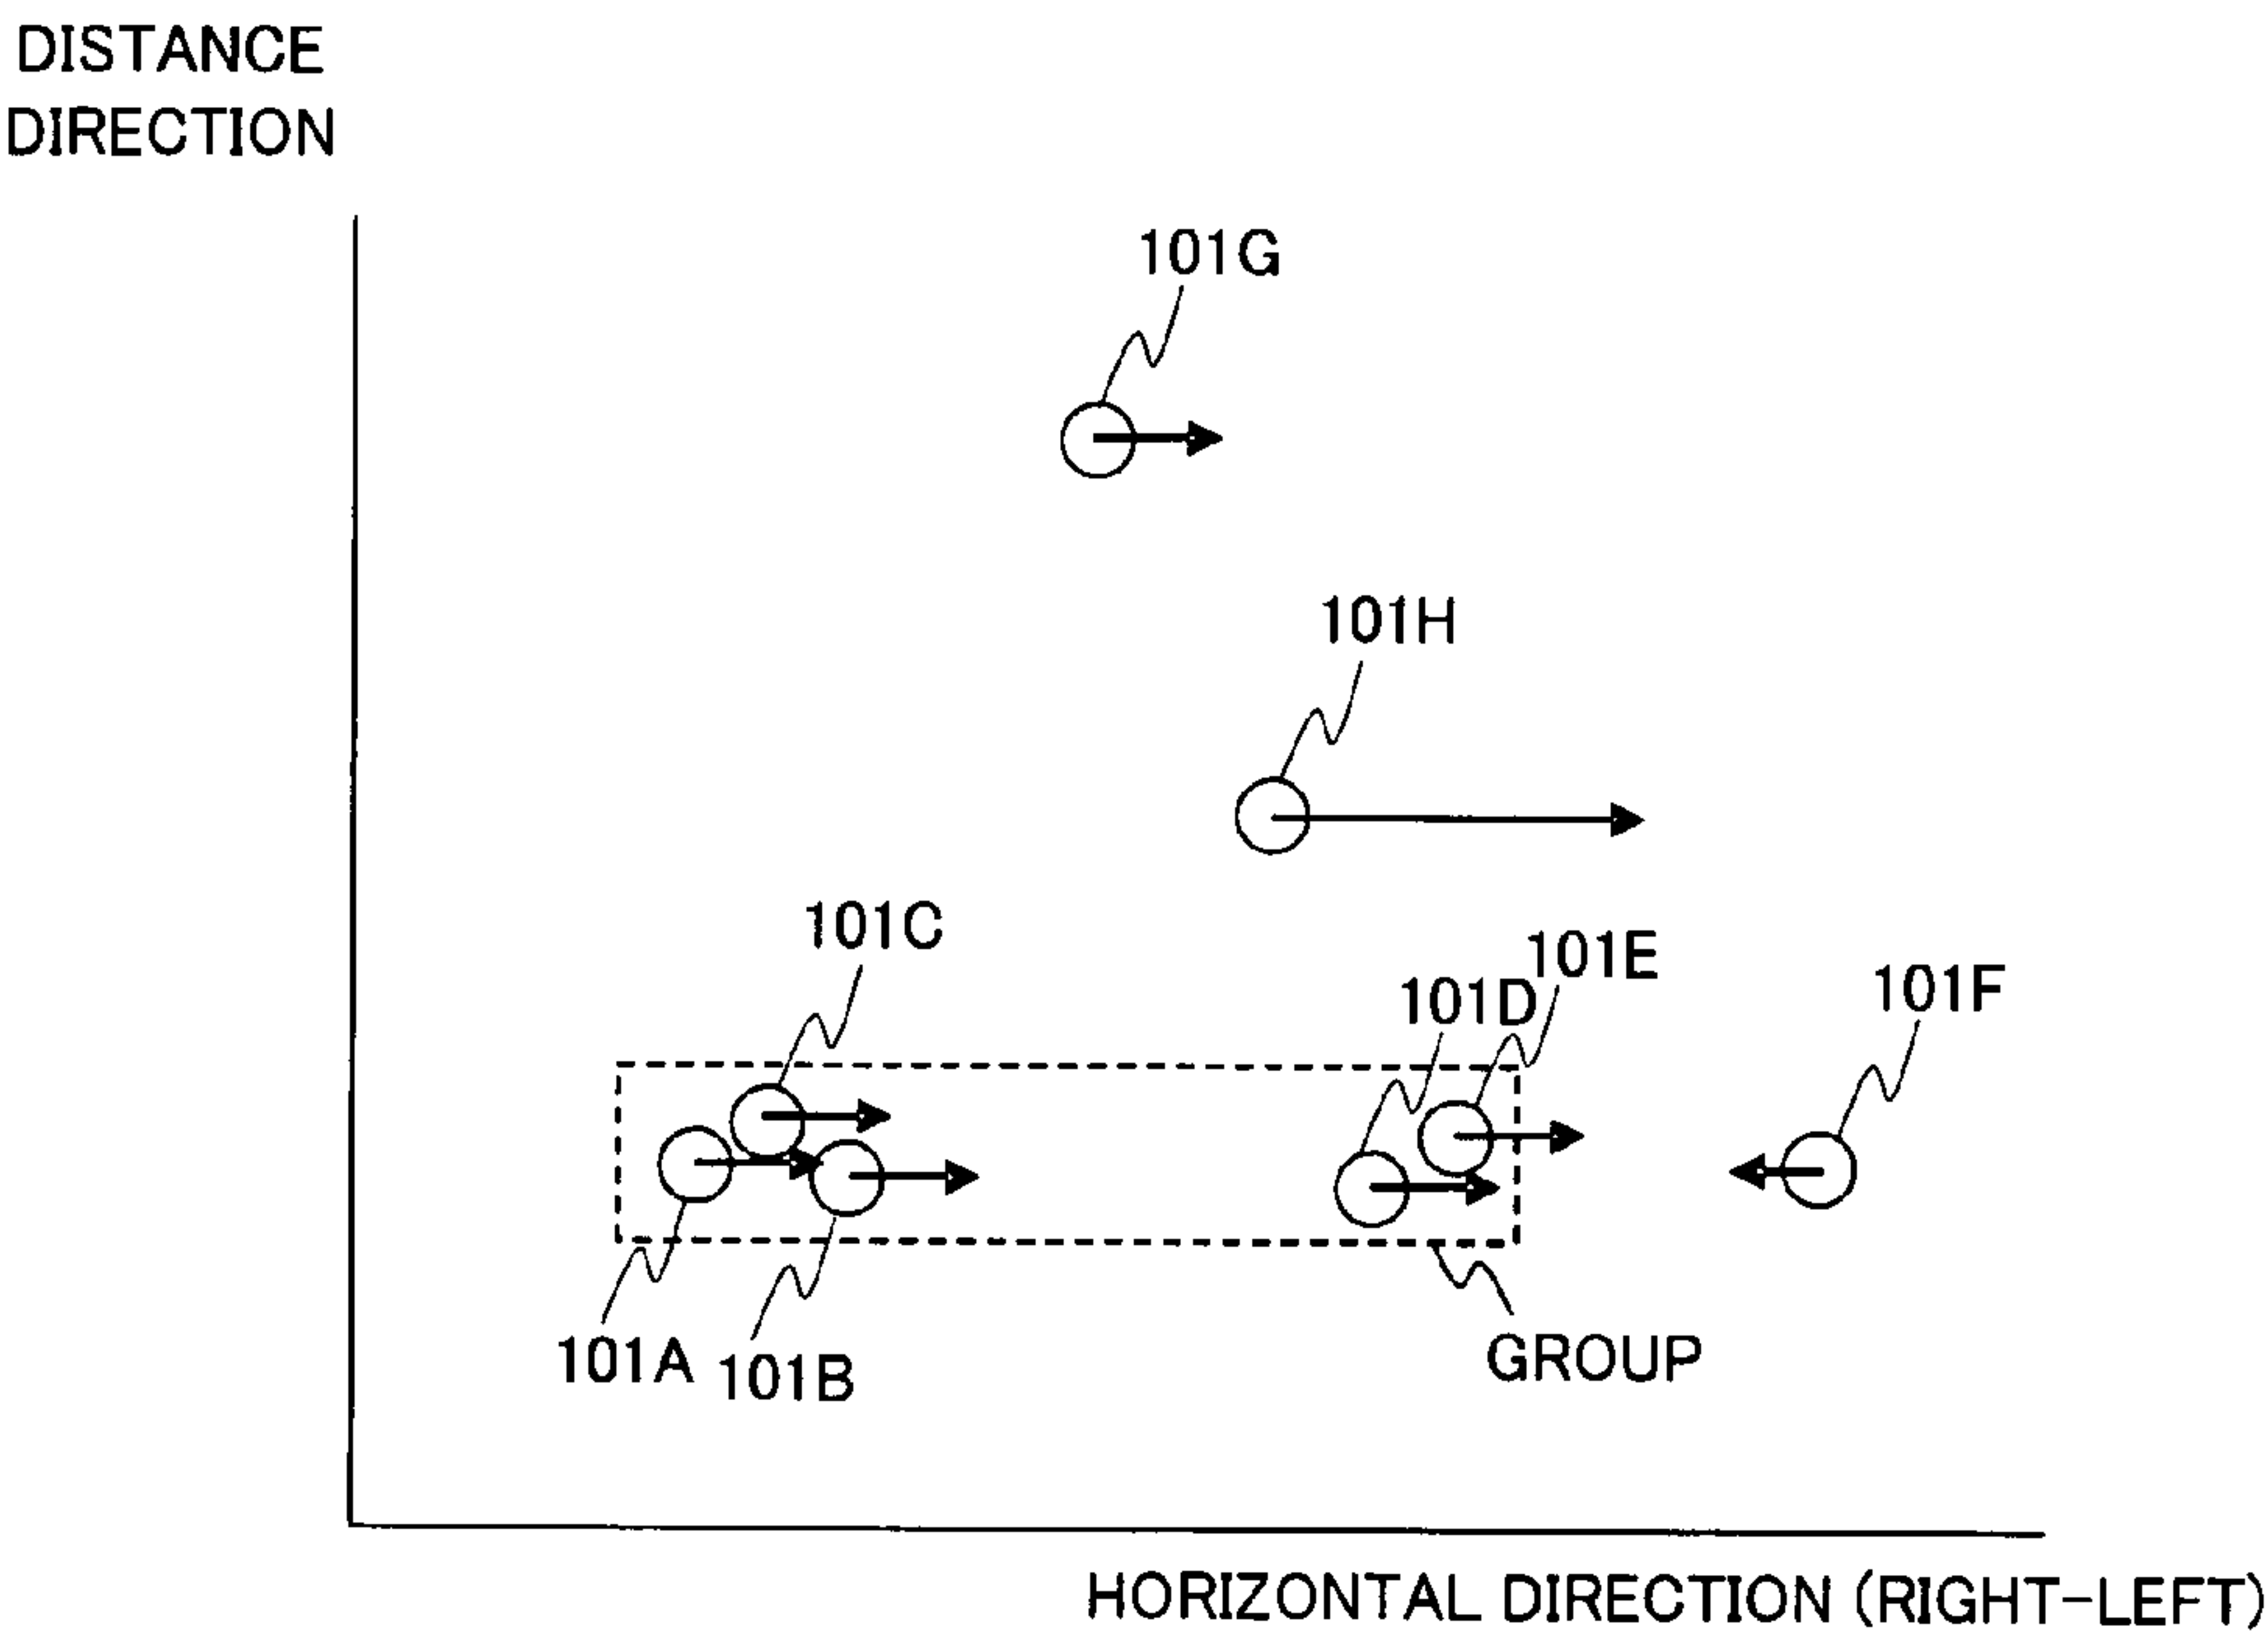 DISTANCE
DIRECTION
101G
101H
101C
101E
101D
101F
101A
101B
GROUP
HORIZONTAL DIRECTION (RIGHT-LEFT)